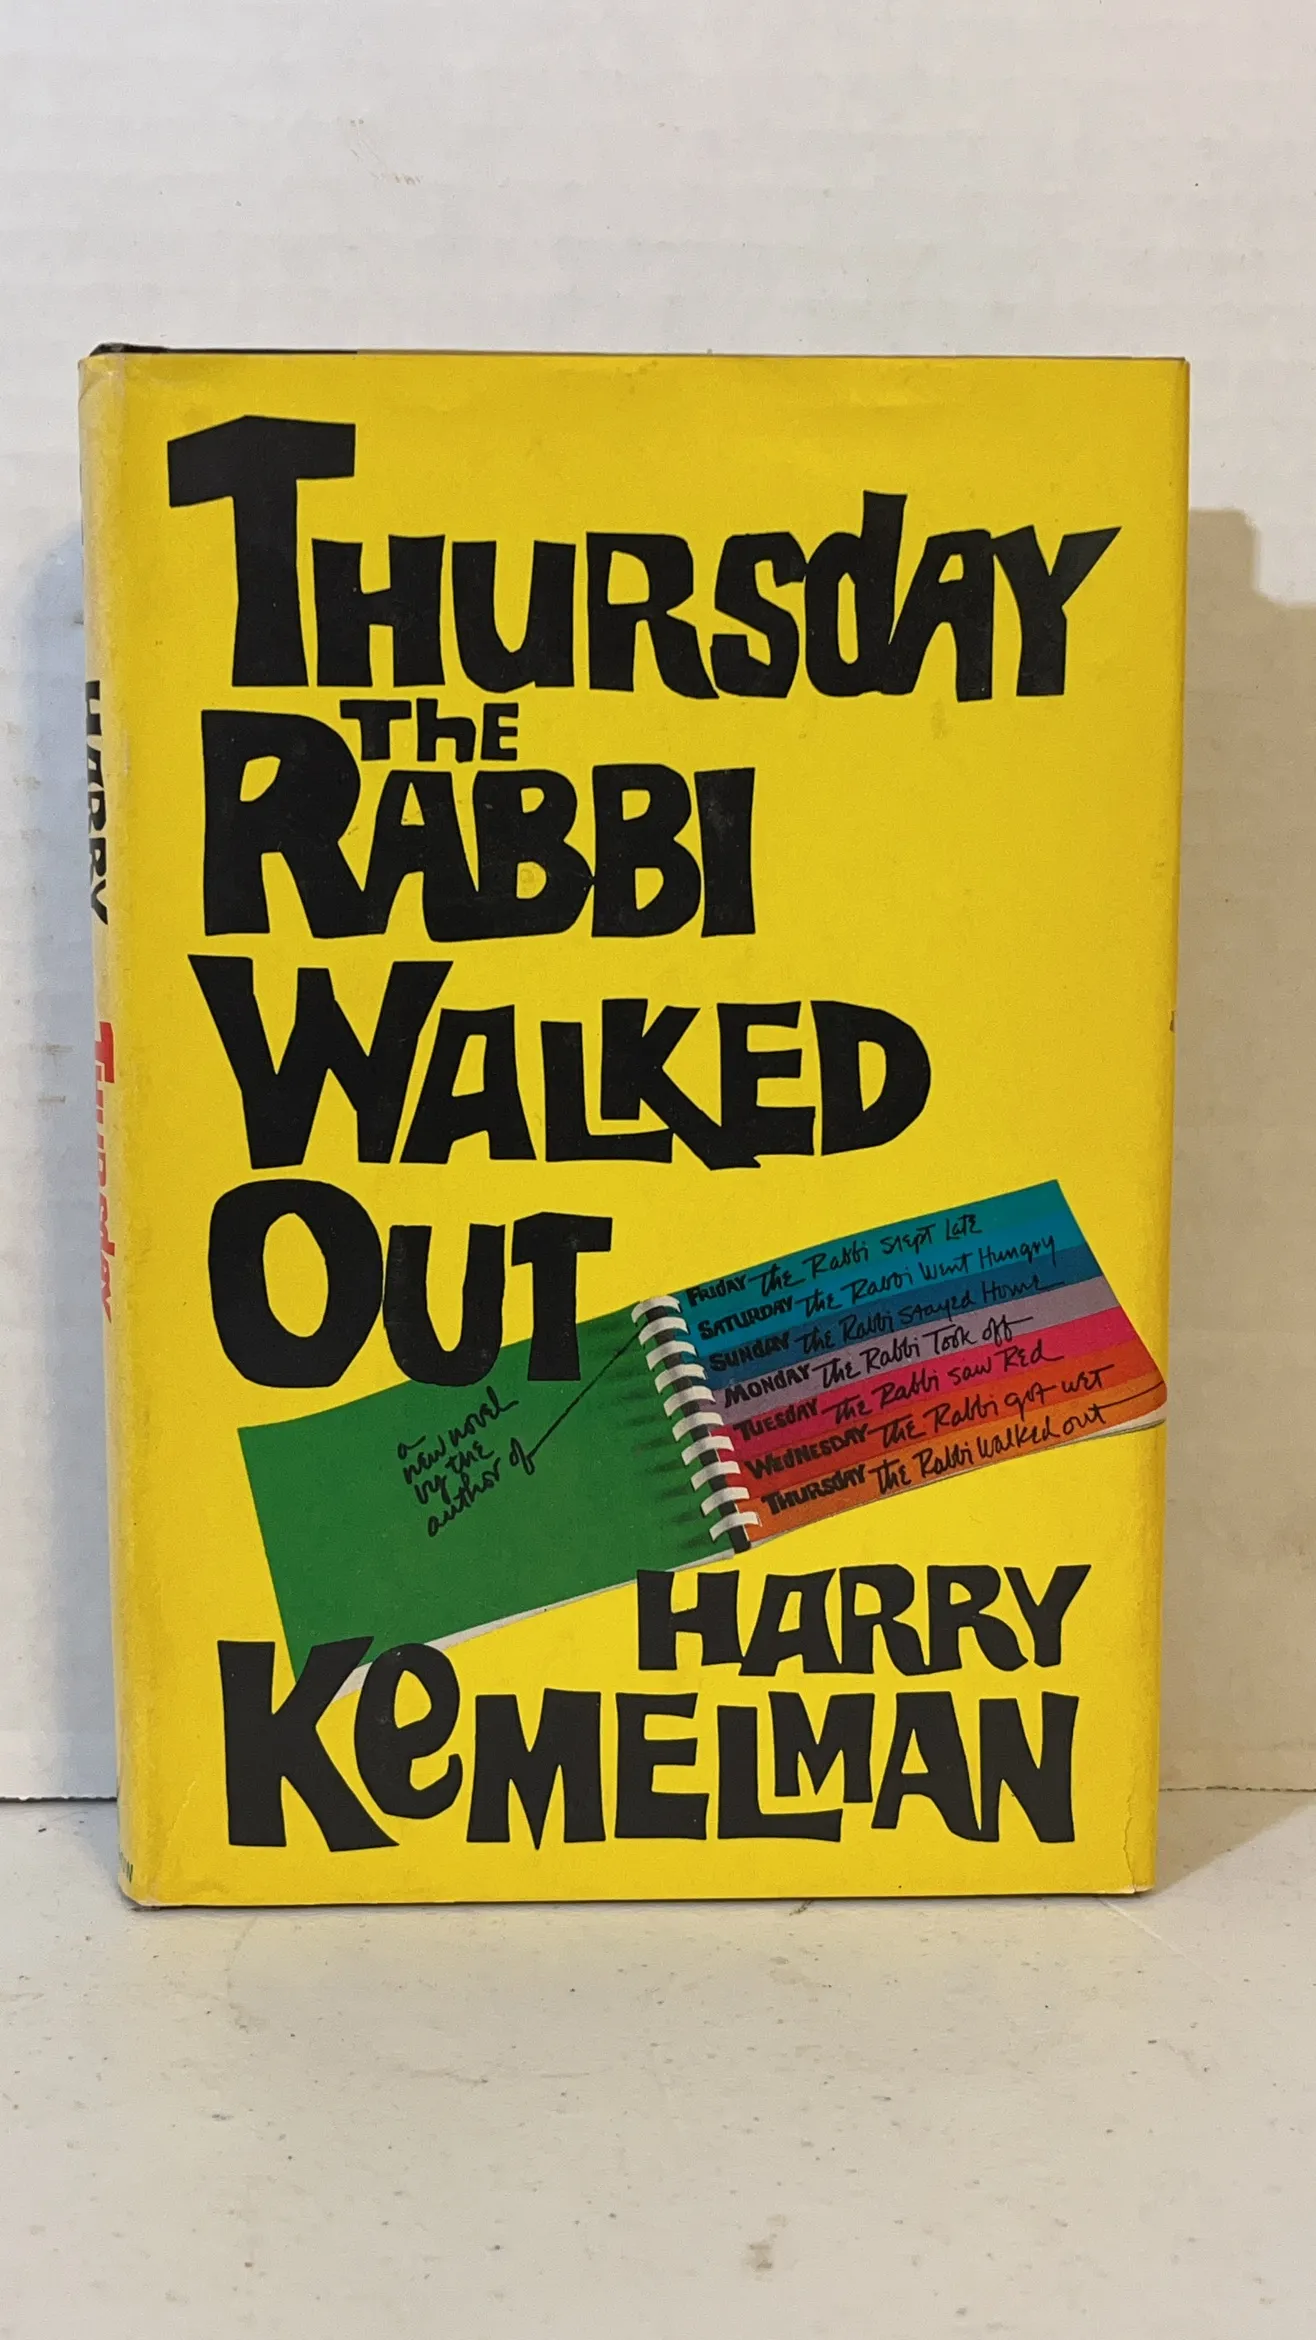 THURSdAY
THE
RABBI
WALKED
OUT
a
new novel
by the
author of
FRIDAY the Rabbi Slept Late
SATURDAY the Rabbi Went Hungry
SUNDAY the Rabbi Stayed Home
MONDAY the Rabbi Took off
TUESDAY the Rabbi saw Red
WEDNESDAY the Rabbi got wet
THURSDAY the Rabbi walked out
HARRY
KeMELMAN
HARRY
THURSdAY